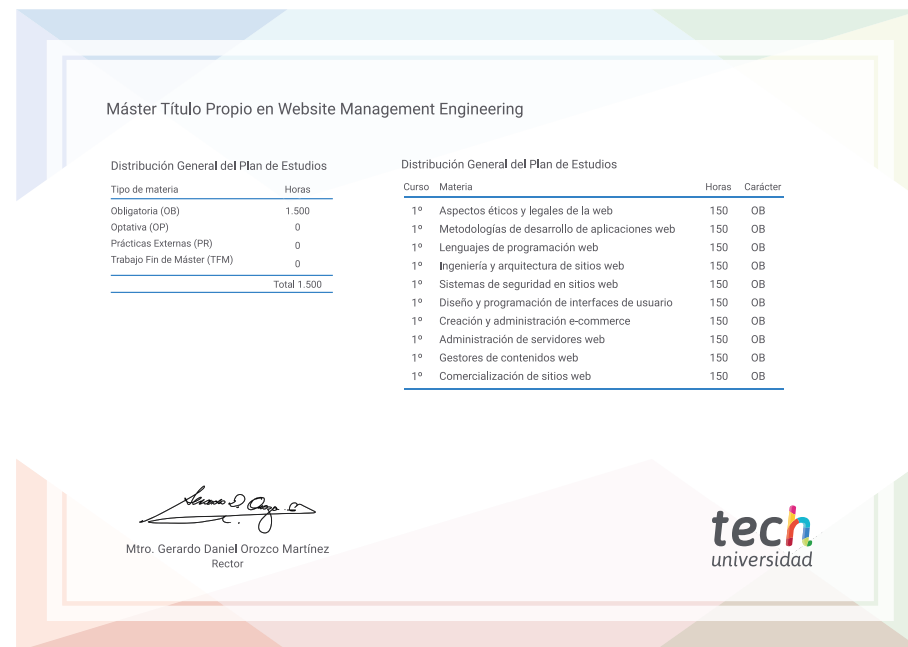 Máster Título Propio en Website Management Engineering
Distribución General del Plan de Estudios
Tipo de materia Horas
Obligatoria (OB) 1.500
Optativa (OP) 0
Prácticas Externas (PR) 0
Trabajo Fin de Máster (TFM) 0
Total 1.500
Distribución General del Plan de Estudios
Curso Materia Horas Carácter
1º Aspectos éticos y legales de la web 150 OB
1º Metodologías de desarrollo de aplicaciones web 150 OB
1º Lenguajes de programación web 150 OB
1º Ingeniería y arquitectura de sitios web 150 OB
1º Sistemas de seguridad en sitios web 150 OB
1º Diseño y programación de interfaces de usuario 150 OB
1º Creación y administración e-commerce 150 OB
1º Administración de servidores web 150 OB
1º Gestores de contenidos web 150 OB
1º Comercialización de sitios web 150 OB
Mtro. Gerardo Daniel Orozco Martínez
Rector
tech
universidad